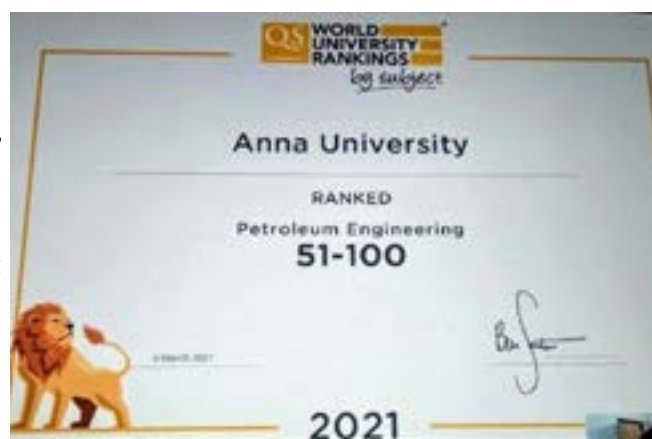 QS WORLD
UNIVERSITY
RANKINGS
by subject
Anna University
RANKED
Petroleum Engineering
51-100
2021